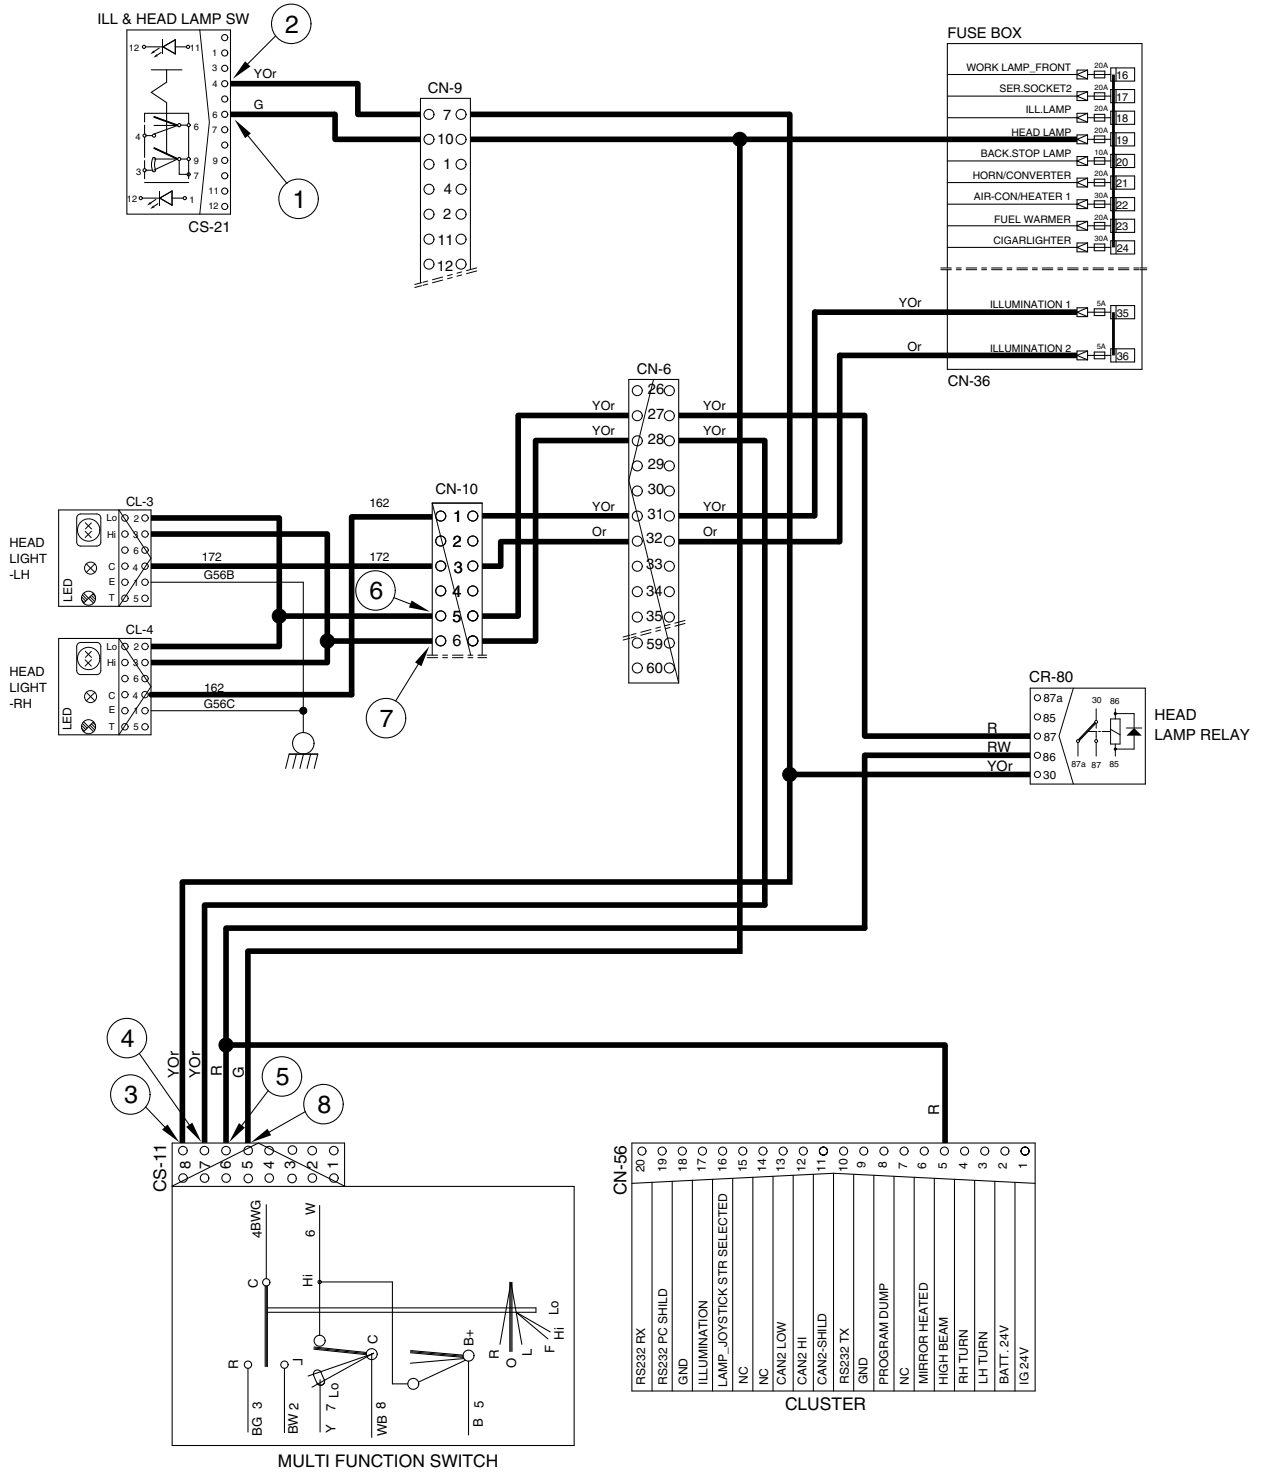 ILL & HEAD LAMP SW
2
12 11
1
3
4
YOr
G
6
7
9
11
12
4
6
3
9
7
12 1
1
CS-21
CN-9
7
10
1
4
2
11
12
FUSE BOX
WORK LAMP_FRONT 20A 16
SER.SOCKET2 20A 17
ILL.LAMP 20A 18
HEAD LAMP 20A 19
BACK.STOP LAMP 10A 20
HORN/CONVERTER 20A 21
AIR-CON/HEATER 1 30A 22
FUEL WARMER 20A 23
CIGARLIGHTER 30A 24
YOr ILLUMINATION 1 5A 35
Or ILLUMINATION 2 5A 36
CN-36
CN-6
26
YOr 27 YOr
YOr 28 YOr
29
30
YOr 31 YOr
Or 32 Or
33
34
35
59
60
CN-10
162 1
2
172 172 3
4
6 5
6
7
CL-3
HEAD
LIGHT
-LH
LED
Lo 2
Hi 3
6
C 4
E 1 G56B
T 5
CL-4
HEAD
LIGHT
-RH
LED
Lo 2
Hi 3
6
C 4 162
E 1 G56C
T 5
CR-80
87a 30 86
85
R 87
RW 86
YOr 30
87a 87 85
HEAD
LAMP RELAY
4
3
5
8
YOr
YOr
R
G
R
CS-11
8 7 6 5 4 3 2 1
4BWG
6 W
C
Hi
Lo
Hi
F
L
O
R
B+
C
R
L
Lo
BG 3
BW 2
Y 7
WB 8
B 5
MULTI FUNCTION SWITCH
CN-56
20 19 18 17 16 15 14 13 12 11 10 9 8 7 6 5 4 3 2 1
RS232 RX
RS232 PC SHILD
GND
ILLUMINATION
LAMP_JOYSTICK STR SELECTED
NC
NC
CAN2 LOW
CAN2 HI
CAN2-SHILD
RS232 TX
GND
PROGRAM DUMP
NC
MIRROR HEATED
HIGH BEAM
RH TURN
LH TURN
BATT. 24V
IG 24V
CLUSTER